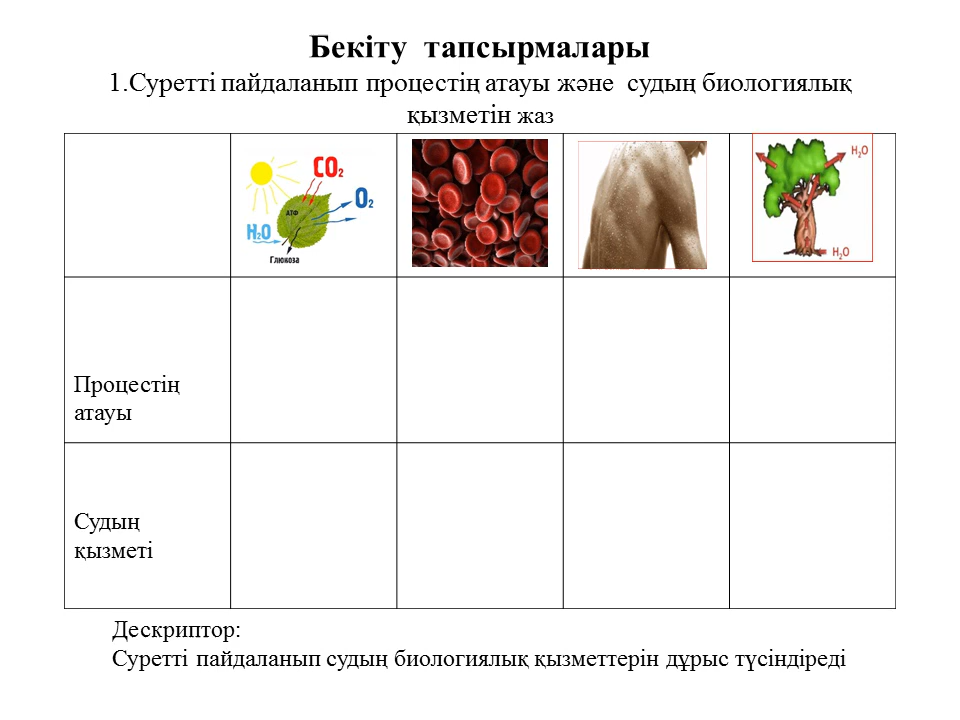 Бекіту тапсырмалары
1.Суретті пайдаланып процестің атауы және судың биологиялық
қызметін жаз
CO2
O2
АТФ
H2O
Глюкоза
H2O
H2O
Процестің
атауы
Судың
қызметі
Дескриптор:
Суретті пайдаланып судың биологиялық қызметтерін дұрыс түсіндіреді